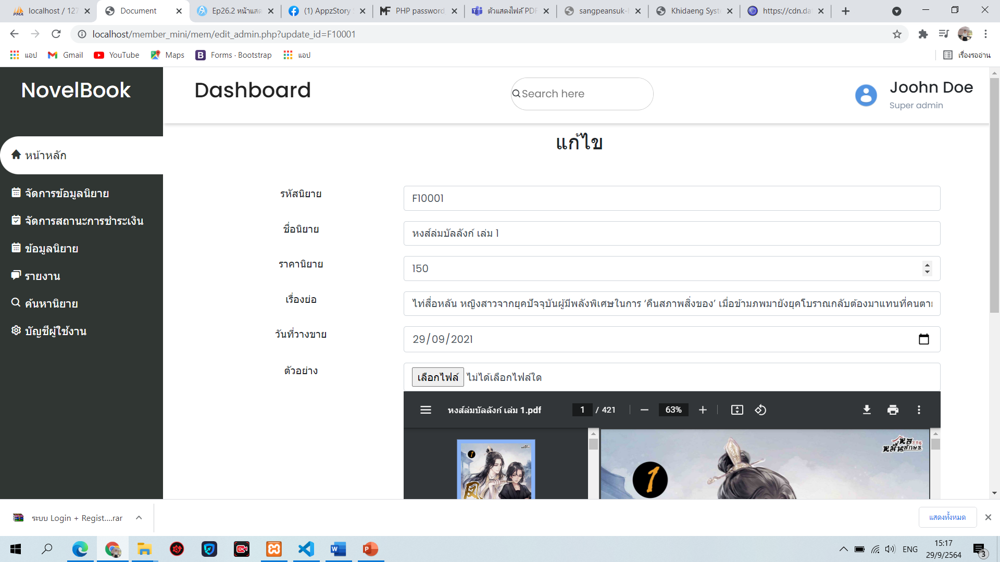 localhost / 127
Document
Ep26.2 หน้าแสด
(1) AppzStory
PHP password
ตัวแสดงไฟล์ PDF
sangpeansuk-
Khidaeng Syste
https://cdn.da
localhost/member_mini/mem/edit_admin.php?update_id=F10001
แอป
Gmail
YouTube
Maps
Forms · Bootstrap
แอป
เรื่องรออ่าน
NovelBook
Dashboard
Search here
Joohn Doe
Super admin
หน้าหลัก
จัดการข้อมูลนิยาย
จัดการสถานะการชำระเงิน
ข้อมูลนิยาย
รายงาน
ค้นหานิยาย
บัญชีผู้ใช้งาน
แก้ไข
รหัสนิยาย
F10001
ชื่อนิยาย
หงส์ล่มบัลลังก์ เล่ม 1
ราคานิยาย
150
เรื่องย่อ
ไท่สื่อหลัน หญิงสาวจากยุคปัจจุบันผู้มีพลังพิเศษในการ ‘คืนสภาพสิ่งของ’ เมื่อข้ามภพมายังยุคโบราณกลับต้องมาแทนที่คนตาย
วันที่วางขาย
29/09/2021
ตัวอย่าง
เลือกไฟล์ ไม่ได้เลือกไฟล์ใด
หงส์ล่มบัลลังก์ เล่ม 1.pdf
1 / 421
63%
1
1
หอ
หมื่นอักษร
ระบบ Login + Regist....rar
แสดงทั้งหมด
ENG
15:17
29/9/2564
3